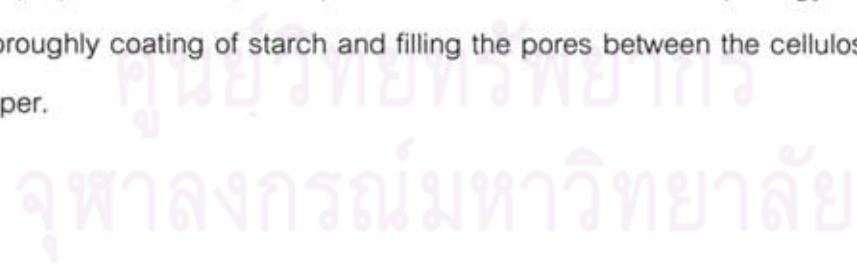 oroughly coating of starch and filling the pores between the cellulos
per.
ศูนย์วิทยทรัพยากร
จุฬาลงกรณ์มหาวิทยาลัย